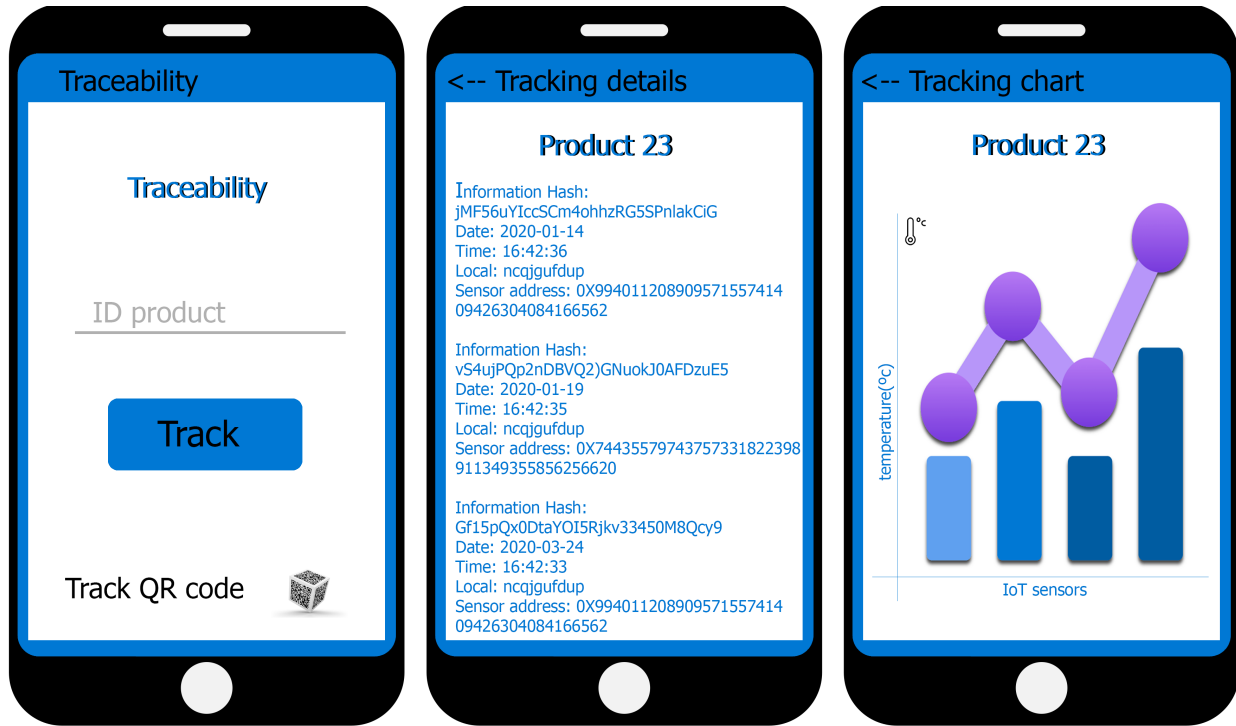 Traceability
Traceability
ID product
Track
Track QR code
<-- Tracking details
Product 23
Information Hash:
jMF56uYIccSCm4ohhzRG5SPnlakCiG
Date: 2020-01-14
Time: 16:42:36
Local: ncqjgufdup
Sensor address: 0X994011208909571557414
09426304084166562
Information Hash:
vS4ujPQp2nDBVQ2)GNuokJ0AFDzuE5
Date: 2020-01-19
Time: 16:42:35
Local: ncqjgufdup
Sensor address: 0X74435579743757331822398
911349355856256620
Information Hash:
Gf15pQx0DtaYOI5Rjkv33450M8Qcy9
Date: 2020-03-24
Time: 16:42:33
Local: ncqjgufdup
Sensor address: 0X994011208909571557414
09426304084166562
<-- Tracking chart
Product 23
°c
temperature(ºc)
IoT sensors